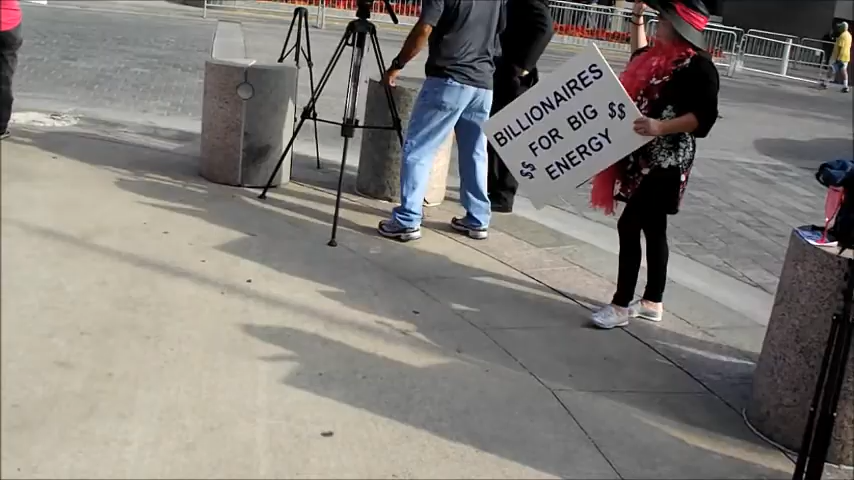 BILLIONAIRES
$ FOR BIG $
ENERGY